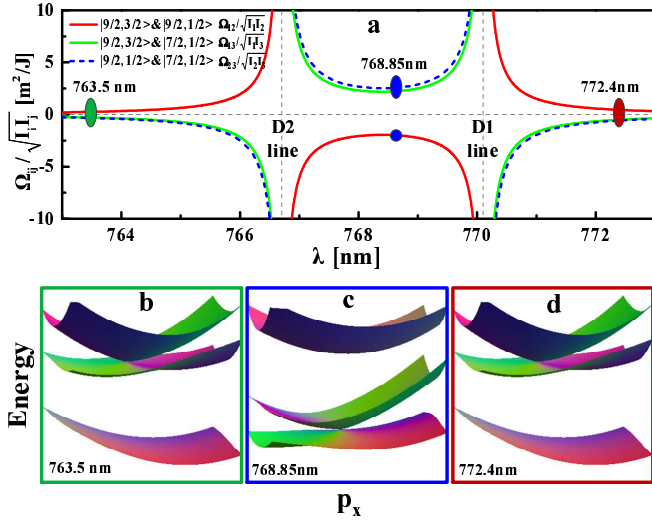 |9/2,3/2>&|9/2,1/2> Ω12/√I1I2
|9/2,3/2>&|7/2,1/2> Ω13/√I1I3
|9/2,1/2>&|7/2,1/2> Ω23/√I2I3
a
763.5 nm
768.85nm
772.4nm
D2
line
D1
line
10
5
0
-5
-10
Ωij/√IiIj [m²/J]
764
766
768
770
772
λ [nm]
b
c
d
Energy
763.5 nm
768.85nm
772.4nm
px